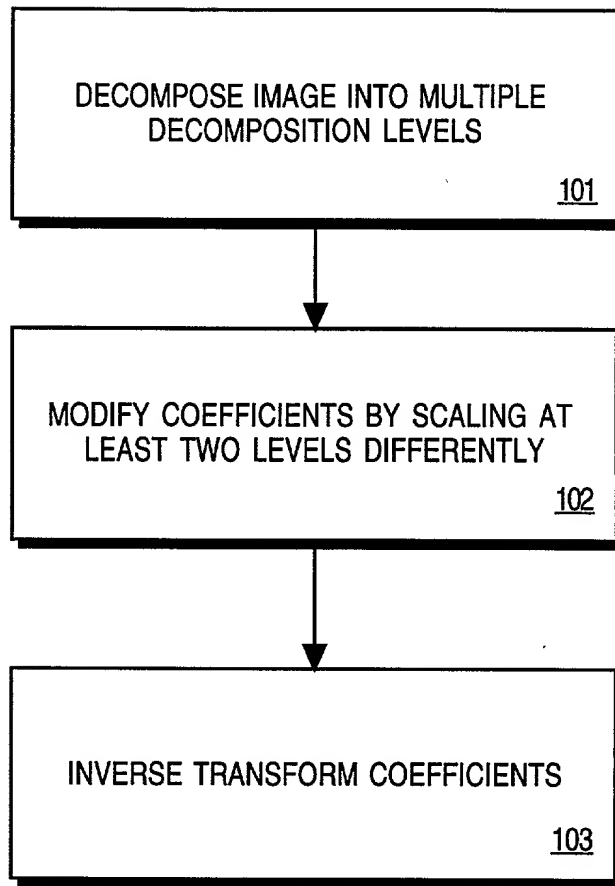 DECOMPOSE IMAGE INTO MULTIPLE
DECOMPOSITION LEVELS
101
MODIFY COEFFICIENTS BY SCALING AT
LEAST TWO LEVELS DIFFERENTLY
102
INVERSE TRANSFORM COEFFICIENTS
103